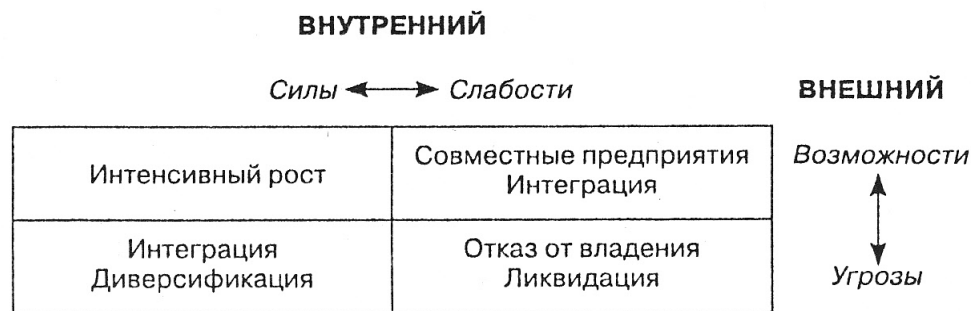 ВНУТРЕННИЙ
Силы Слабости
ВНЕШНИЙ
Интенсивный рост
Совместные предприятия
Интеграция
Возможности
Интеграция
Диверсификация
Отказ от владения
Ликвидация
Угрозы